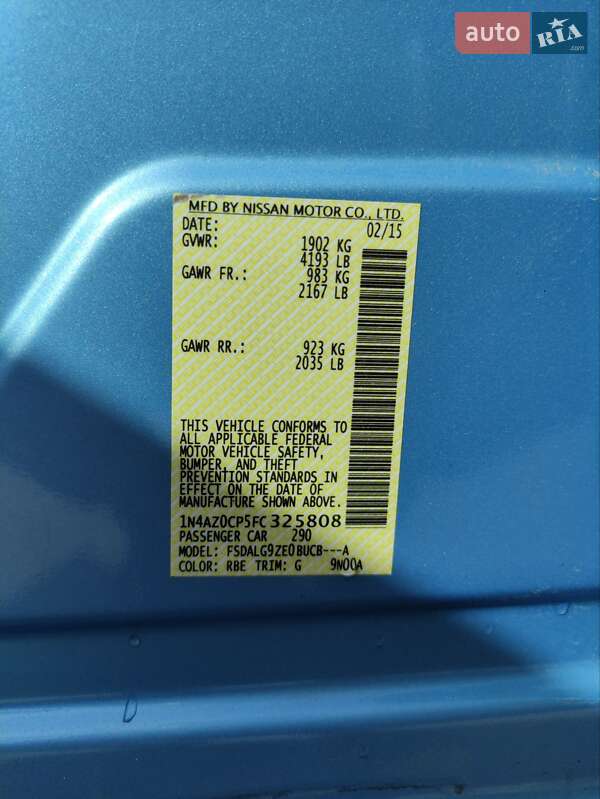 auto RIA .com
MFD BY NISSAN MOTOR CO., LTD.
DATE: 02/15
GVWR: 1902 KG
4193 LB
GAWR FR.: 983 KG
2167 LB
GAWR RR.: 923 KG
2035 LB
THIS VEHICLE CONFORMS TO
ALL APPLICABLE FEDERAL
MOTOR VEHICLE SAFETY,
BUMPER, AND THEFT
PREVENTION STANDARDS IN
EFFECT ON THE DATE OF
MANUFACTURE SHOWN ABOVE.
1N4AZ0CP5FC325808
PASSENGER CAR 290
MODEL: FSDALG9ZE0BUCB---A
COLOR: RBE TRIM: G 9N00A